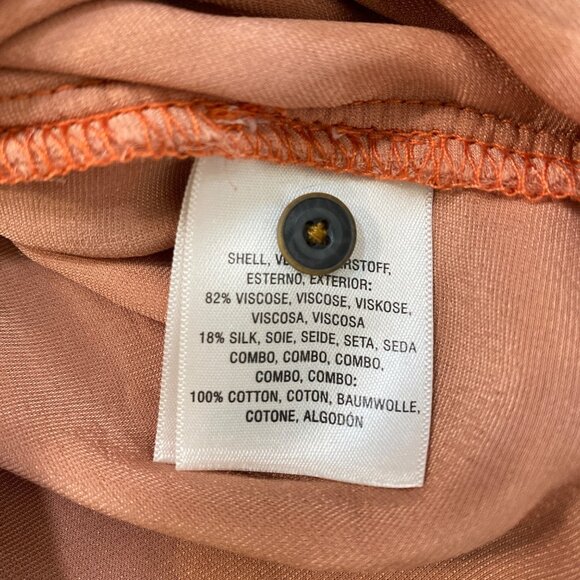 SHELL,
ESTERNO, EXTERIOR:
82% VISCOSE, VISCOSE, VISKOSE,
VISCOSA, VISCOSA
18% SILK, SOIE, SEIDE, SETA, SEDA
COMBO, COMBO, COMBO,
COMBO, COMBO:
100% COTTON, COTON, BAUMWOLLE,
COTONE, ALGODÓN